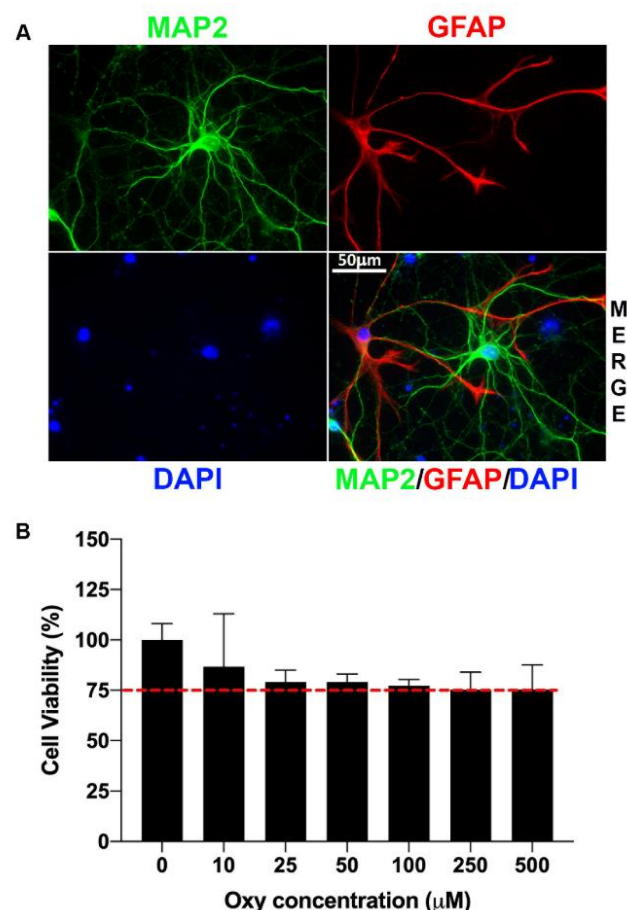 A
MAP2
GFAP
50μm
MERGE
DAPI
MAP2/GFAP/DAPI
B
Cell Viability (%)
150
125
100
75
50
25
0
0 10 25 50 100 250 500
Oxy concentration (μM)